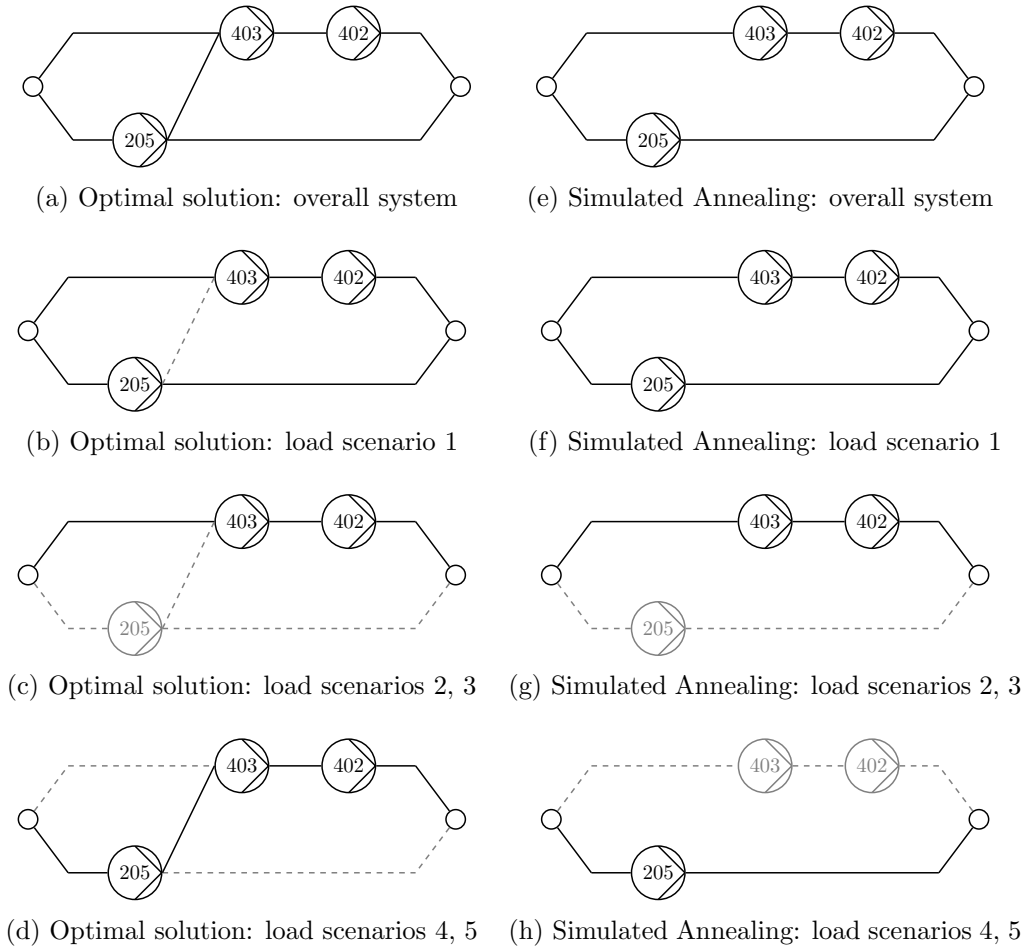 403 402 403 402
205 205
(a) Optimal solution: overall system (e) Simulated Annealing: overall system
403 402 403 402
205 205
(b) Optimal solution: load scenario 1 (f) Simulated Annealing: load scenario 1
403 402 403 402
205 205
(c) Optimal solution: load scenarios 2, 3 (g) Simulated Annealing: load scenarios 2, 3
403 402 403 402
205 205
(d) Optimal solution: load scenarios 4, 5 (h) Simulated Annealing: load scenarios 4, 5